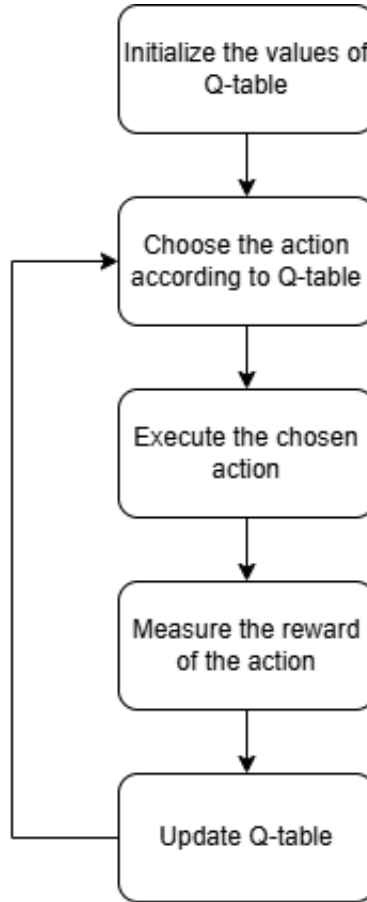 Initialize the values of
Q-table
Choose the action
according to Q-table
Execute the chosen
action
Measure the reward
of the action
Update Q-table